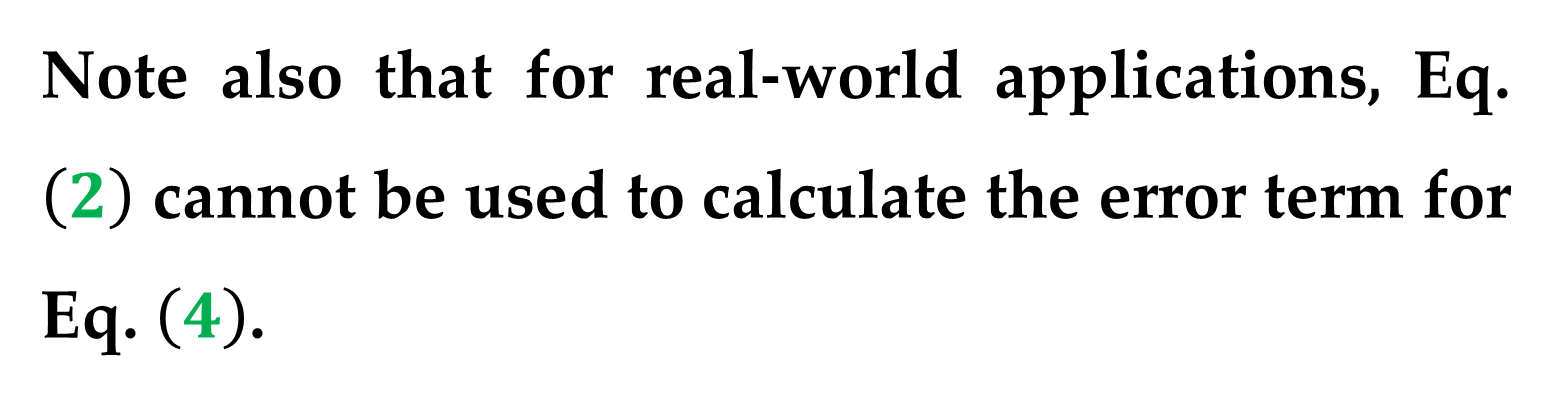 Note also that for real-world applications, Eq.
(2) cannot be used to calculate the error term for
Eq. (4).